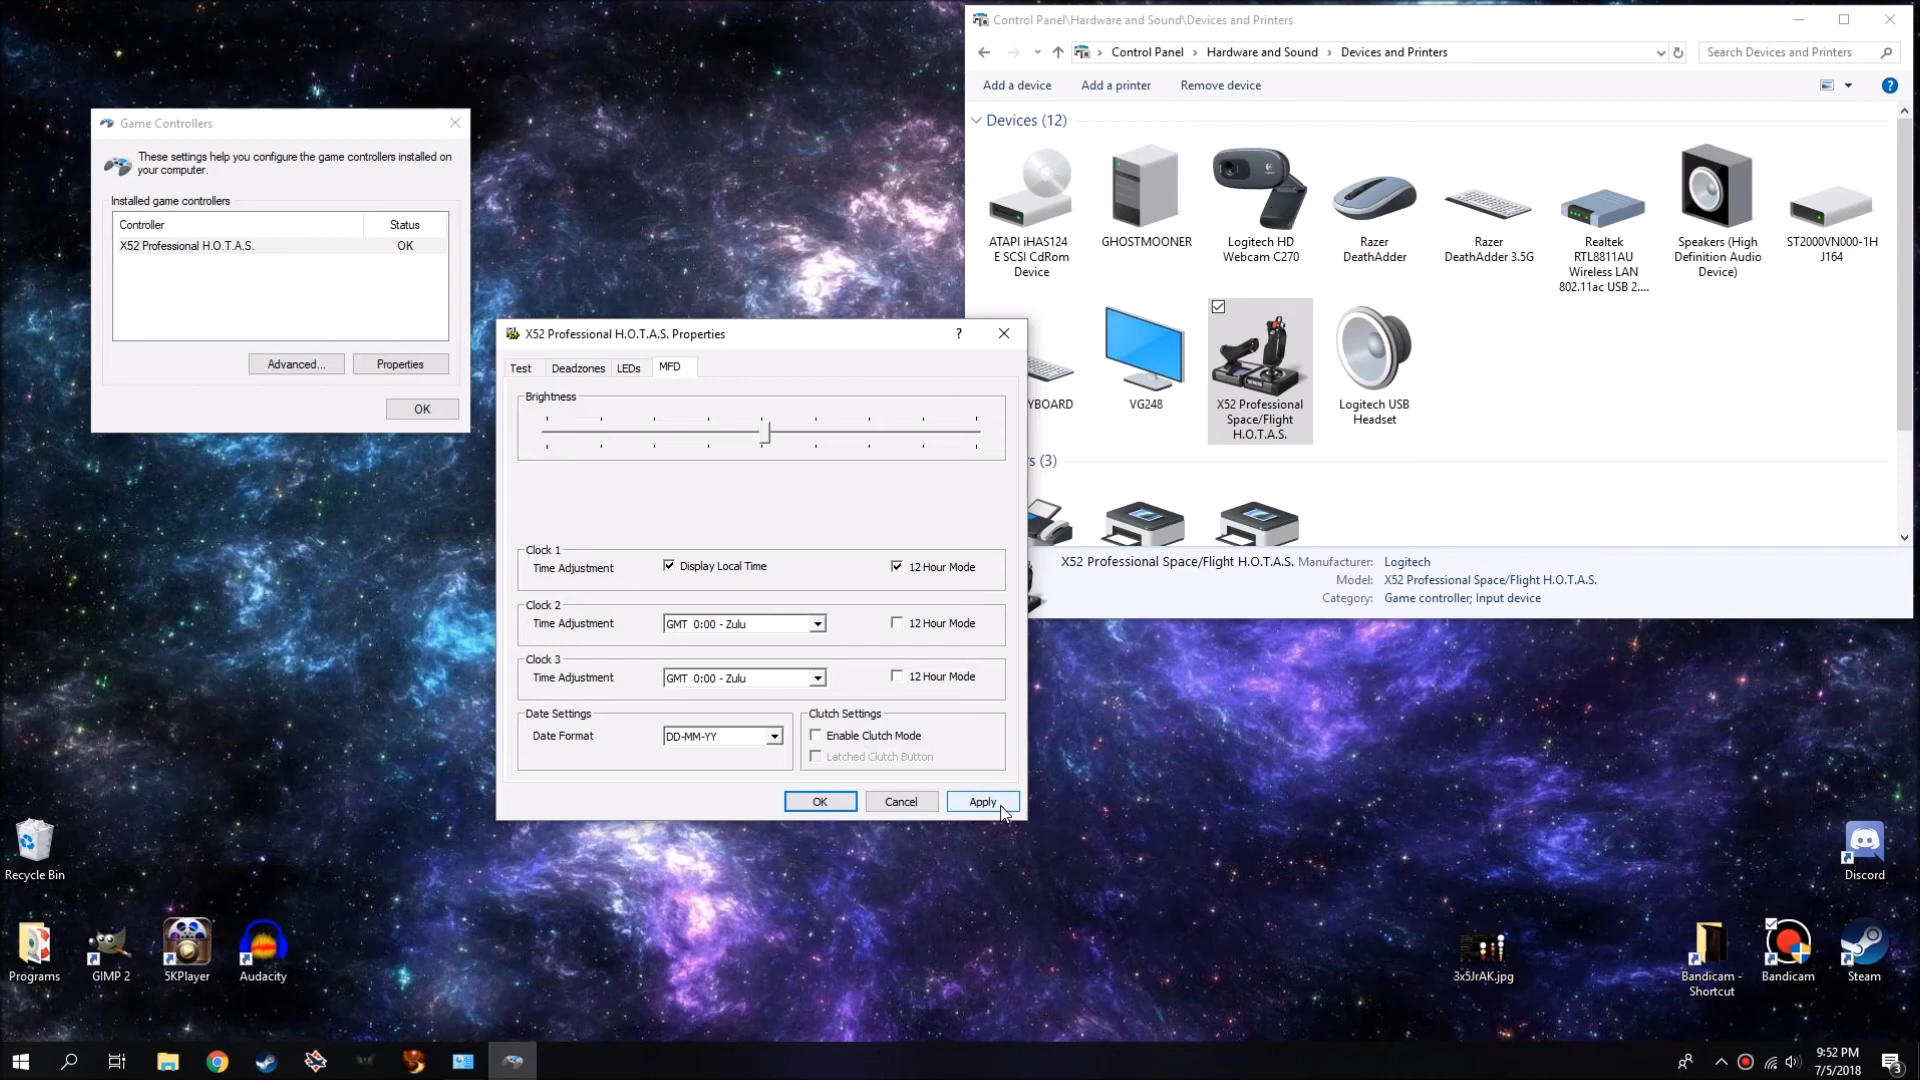 Control Panel\Hardware and Sound\Devices and Printers
Control Panel > Hardware and Sound > Devices and Printers
Search Devices and Printers
Add a device
Add a printer
Remove device
Devices (12)
ATAPI iHAS124
E SCSI CdRom
Device
GHOSTMOONER
Logitech HD
Webcam C270
Razer
DeathAdder
Razer
DeathAdder 3.5G
Realtek
RTL8811AU
Wireless LAN
802.11ac USB 2....
Speakers (High
Definition Audio
Device)
ST2000VN000-1H
J164
YBOARD
VG248
X52 Professional
Space/Flight
H.O.T.A.S.
Logitech USB
Headset
s (3)
X52 Professional Space/Flight H.O.T.A.S. Manufacturer: Logitech
Model: X52 Professional Space/Flight H.O.T.A.S.
Category: Game controller; Input device
Game Controllers
These settings help you configure the game controllers installed on
your computer.
Installed game controllers
Controller Status
X52 Professional H.O.T.A.S. OK
Advanced...
Properties
OK
X52 Professional H.O.T.A.S. Properties
?
Test Deadzones LEDs MFD
Brightness
Clock 1
Time Adjustment Display Local Time 12 Hour Mode
Clock 2
Time Adjustment GMT 0:00 - Zulu 12 Hour Mode
Clock 3
Time Adjustment GMT 0:00 - Zulu 12 Hour Mode
Date Settings
Date Format DD-MM-YY
Clutch Settings
Enable Clutch Mode
Latched Clutch Button
OK
Cancel
Apply
Recycle Bin
Programs
GIMP 2
5KPlayer
Audacity
Discord
3x5JrAK.jpg
Bandicam -
Shortcut
Bandicam
Steam
9:52 PM
7/5/2018
3